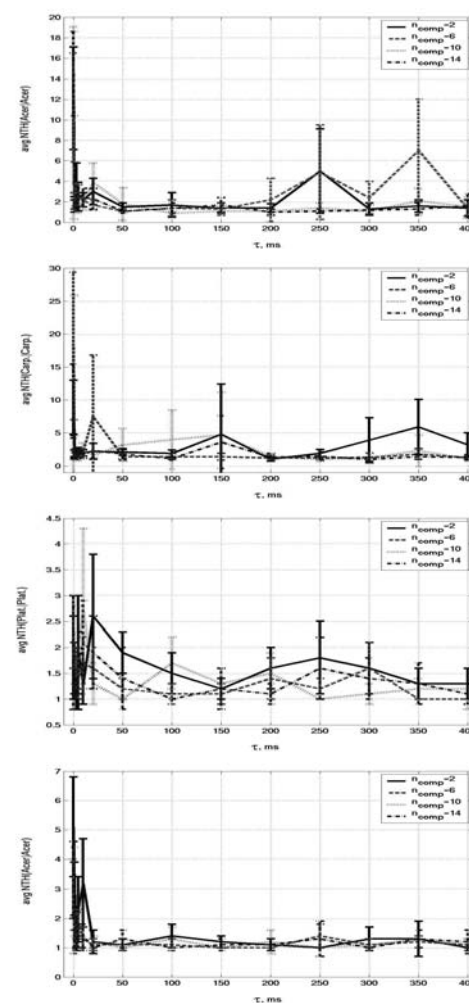 20
18
16
14
12
10
8
6
4
2
0
avg NTH(Acer|Acer)
n_comp=2
n_comp=6
n_comp=10
n_comp=14
0 50 100 150 200 250 300 350 400
τ, ms
30
25
20
15
10
5
0
avg NTH(Carp.|Carp.)
n_comp=2
n_comp=6
n_comp=10
n_comp=14
0 50 100 150 200 250 300 350 400
τ, ms
4.5
4
3.5
3
2.5
2
1.5
1
0.5
avg NTH(Plat.|Plat.)
n_comp=2
n_comp=6
n_comp=10
n_comp=14
0 50 100 150 200 250 300 350 400
τ, ms
7
6
5
4
3
2
1
0
avg NTH(Acer|Acer)
n_comp=2
n_comp=6
n_comp=10
n_comp=14
0 50 100 150 200 250 300 350 400
τ, ms